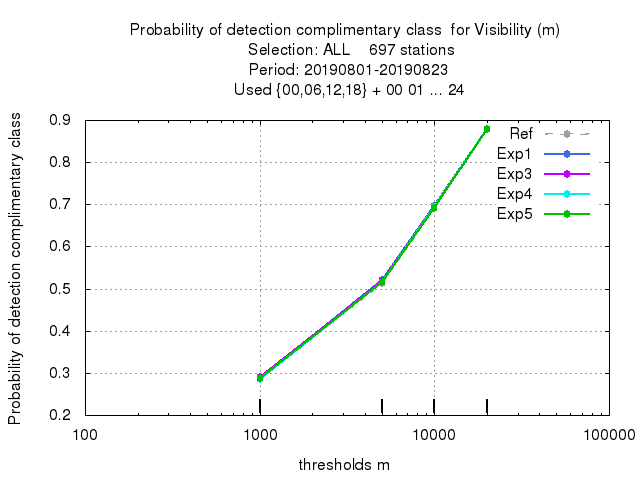 Probability of detection complimentary class for Visibility (m)
Selection: ALL 697 stations
Period: 20190801-20190823
Used {00,06,12,18} + 00 01 ... 24
Probability of detection complimentary class
0.9
0.8
0.7
0.6
0.5
0.4
0.3
0.2
Ref
Exp1
Exp3
Exp4
Exp5
100
1000
10000
100000
thresholds m